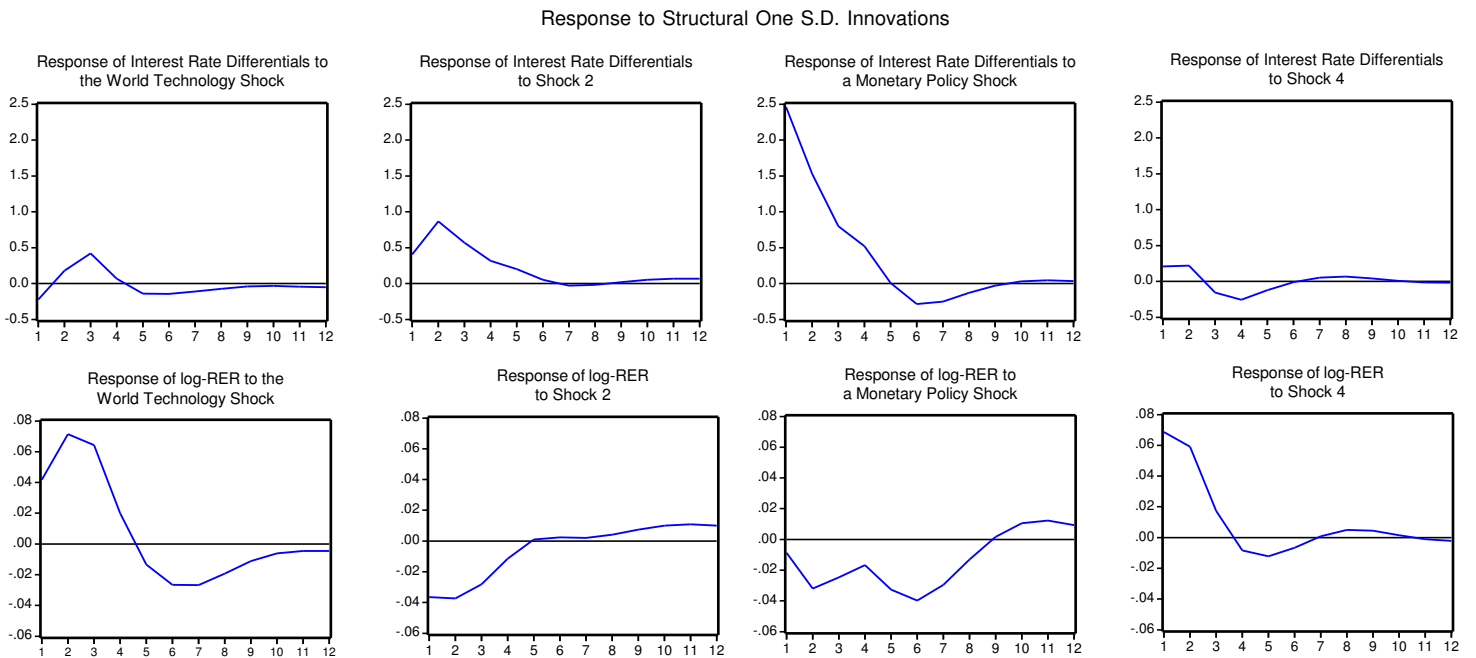 Response to Structural One S.D. Innovations
Response of Interest Rate Differentials to
the World Technology Shock
2.5
2.0
1.5
1.0
0.5
0.0
-0.5
1 2 3 4 5 6 7 8 9 10 11 12
Response of Interest Rate Differentials
to Shock 2
2.5
2.0
1.5
1.0
0.5
0.0
-0.5
1 2 3 4 5 6 7 8 9 10 11 12
Response of Interest Rate Differentials to
a Monetary Policy Shock
2.5
2.0
1.5
1.0
0.5
0.0
-0.5
1 2 3 4 5 6 7 8 9 10 11 12
Response of Interest Rate Differentials
to Shock 4
2.5
2.0
1.5
1.0
0.5
0.0
-0.5
1 2 3 4 5 6 7 8 9 10 11 12
Response of log-RER to the
World Technology Shock
.08
.06
.04
.02
.00
-.02
-.04
-.06
1 2 3 4 5 6 7 8 9 10 11 12
Response of log-RER
to Shock 2
.08
.06
.04
.02
.00
-.02
-.04
-.06
1 2 3 4 5 6 7 8 9 10 11 12
Response of log-RER to
a Monetary Policy Shock
.08
.06
.04
.02
.00
-.02
-.04
-.06
1 2 3 4 5 6 7 8 9 10 11 12
Response of log-RER
to Shock 4
.08
.06
.04
.02
.00
-.02
-.04
-.06
1 2 3 4 5 6 7 8 9 10 11 12